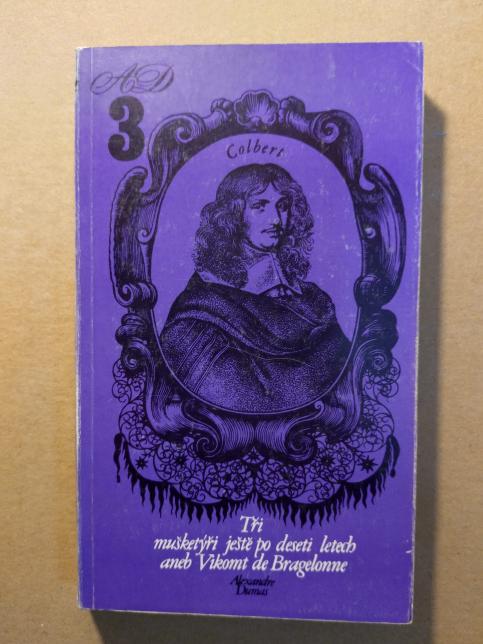 AD
3
Colbert
Tři
mušketýři ještě po deseti letech
aneb Vikomt de Bragelonne
Alexandre
Dumas